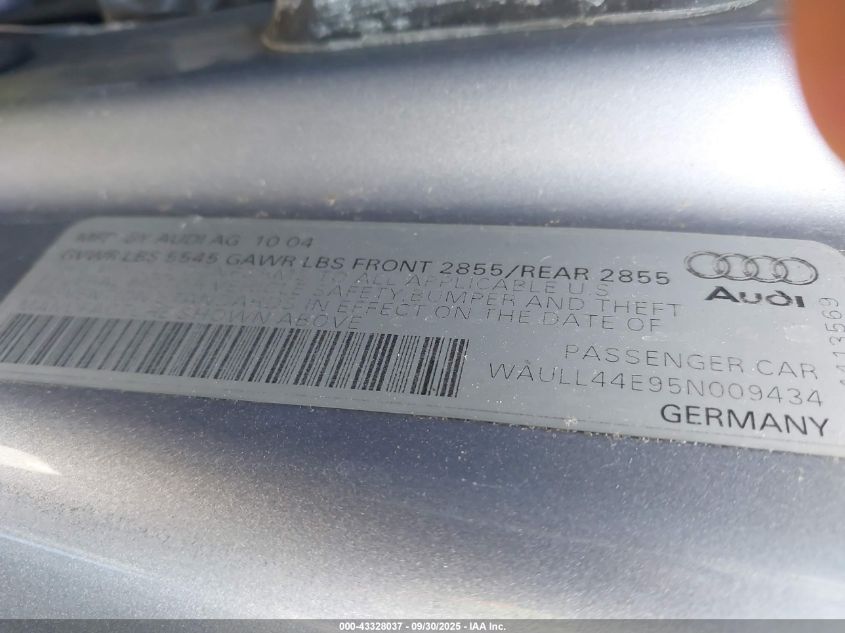 MFT BY AUDI AG 10 04
GVWR LBS 5545 GAWR LBS FRONT 2855/REAR 2855
TO ALL APPLICABLE U.S
SAFETY, BUMPER AND THEFT
IN EFFECT ON THE DATE OF
SHOWN ABOVE
Audi
PASSENGER CAR
WAULL44E95N009434
GERMANY
000-43328037 - 09/30/2025 - IAA Inc.